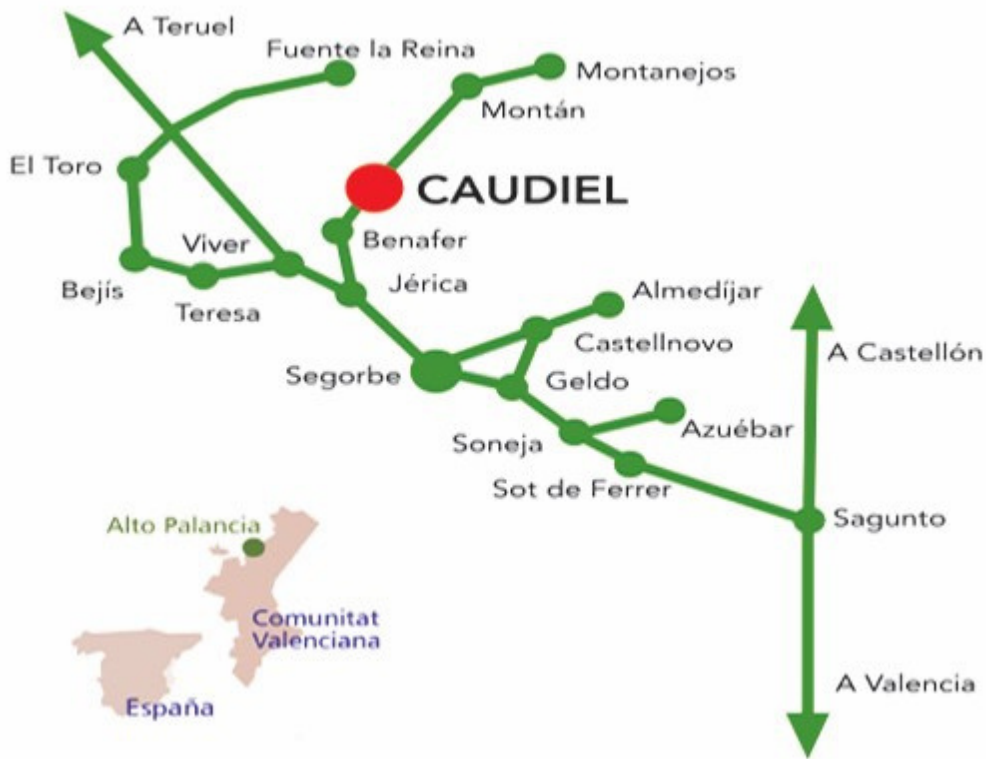 A Teruel
Fuente la Reina
Montanejos
Montán
El Toro
CAUDIEL
Viver
Benafer
Bejís
Teresa
Jérica
Almedíjar
Castellnovo
A Castellón
Segorbe
Geldo
Azuébar
Soneja
Sot de Ferrer
Sagunto
Alto Palancia
Comunitat
Valenciana
A Valencia
España